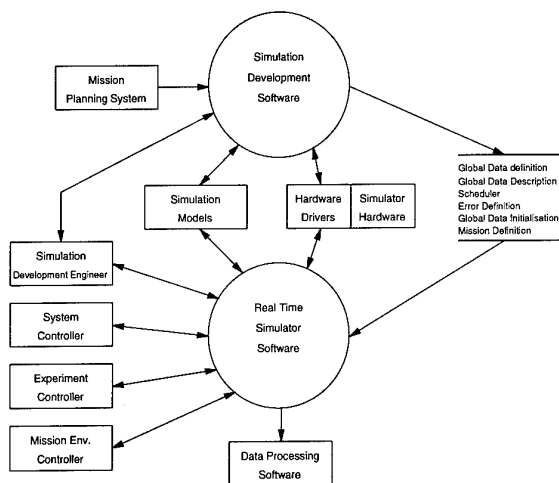 Simulation
Development
Software
Mission
Planning System
Simulation
Models
Hardware
Drivers
Simulator
Hardware
Global Data definition
Global Data Description
Scheduler
Error Definition
Global Data Initialisation
Mission Definition
Simulation
Development Engineer
System
Controller
Experiment
Controller
Mission Env.
Controller
Real Time
Simulator
Software
Data Processing
Software